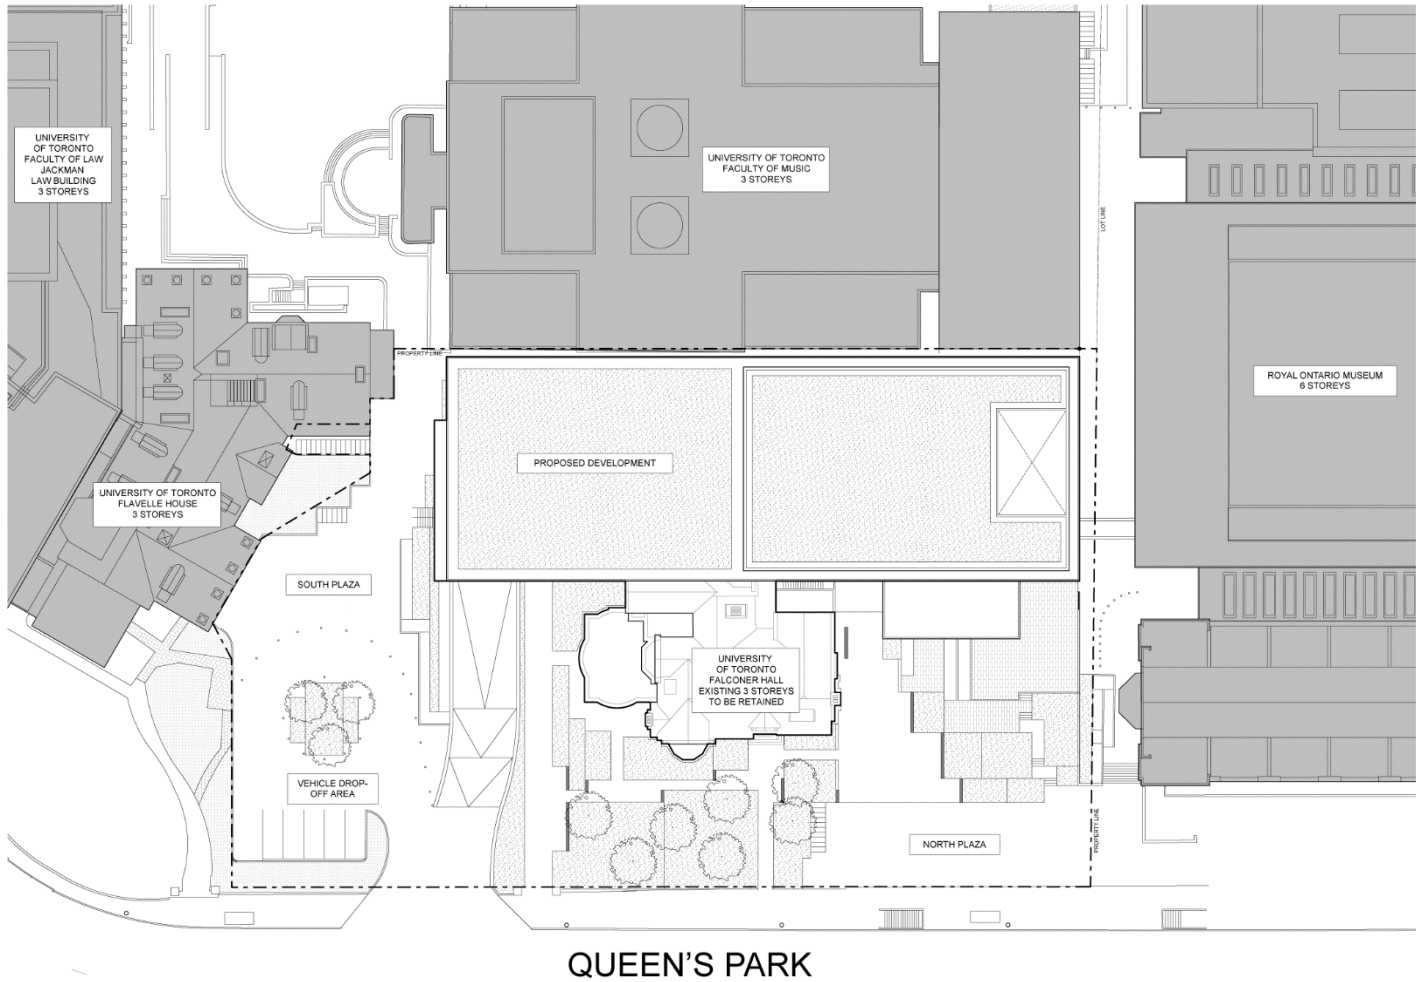 UNIVERSITY
OF TORONTO
FACULTY OF LAW
JACKMAN
LAW BUILDING
3 STOREYS
UNIVERSITY OF TORONTO
FACULTY OF MUSIC
3 STOREYS
LOT LINE
PROPERTY LINE
ROYAL ONTARIO MUSEUM
6 STOREYS
PROPOSED DEVELOPMENT
UNIVERSITY OF TORONTO
FLAVELLE HOUSE
3 STOREYS
SOUTH PLAZA
UNIVERSITY
OF TORONTO
FALCONER HALL
EXISTING 3 STOREYS
TO BE RETAINED
VEHICLE DROP-
OFF AREA
PROPERTY LINE
NORTH PLAZA
QUEEN'S PARK